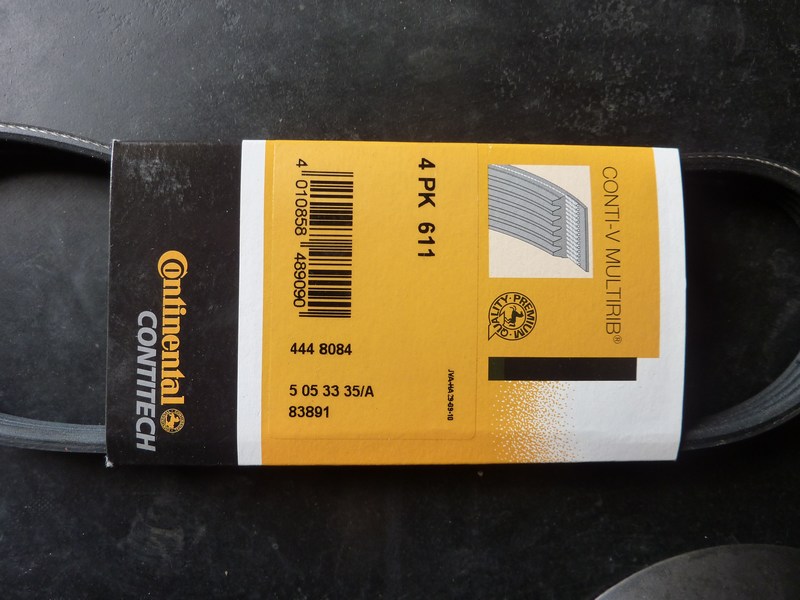 CONTI-V MULTIRIB®
QUALITY · PREMIUM
4 PK 611
4 010858 489090
444 8084
5 05 33 35/A
83891
Continental
CONTITECH